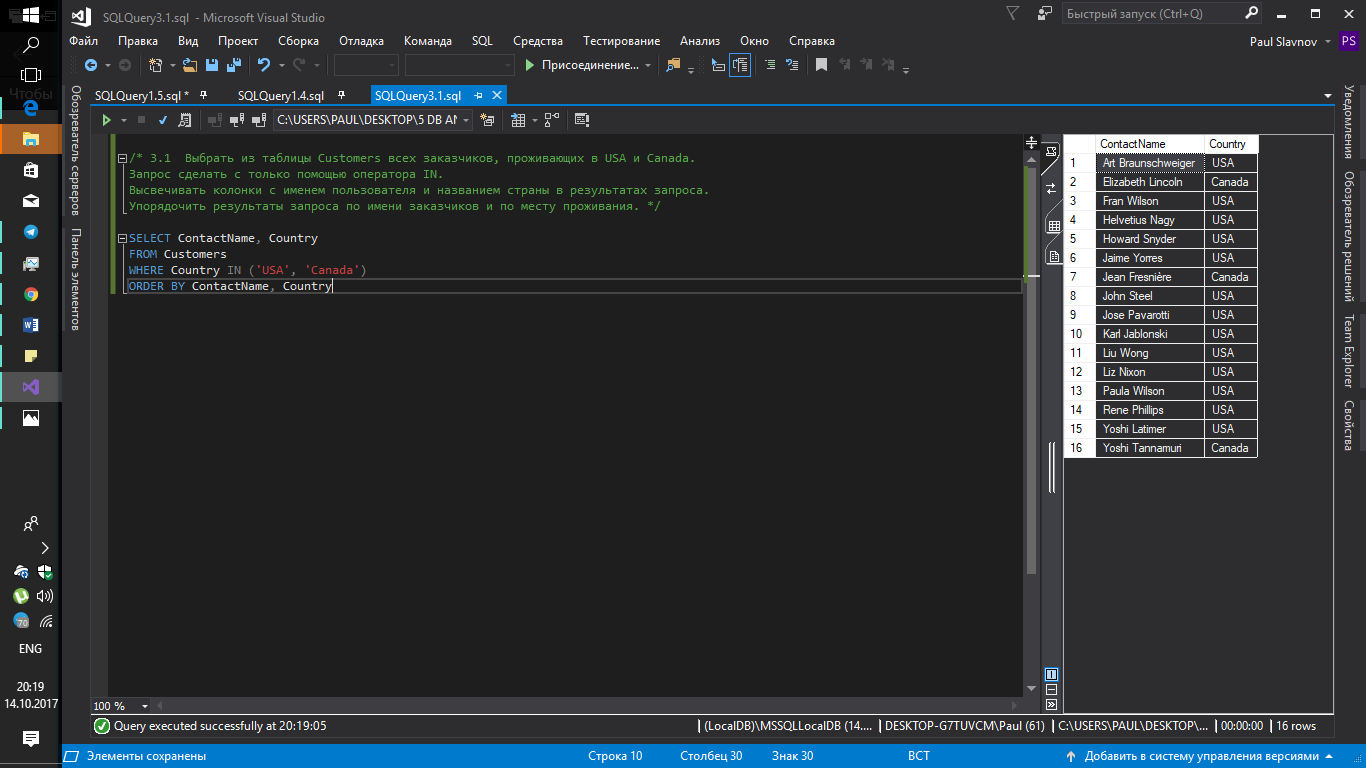 SQLQuery3.1.sql - Microsoft Visual Studio
Быстрый запуск (Ctrl+Q)
Файл Правка Вид Проект Сборка Отладка Команда SQL Средства Тестирование Анализ Окно Справка
Paul Slavnov PS
Присоединение...
Чтобы
SQLQuery1.5.sql * SQLQuery1.4.sql SQLQuery3.1.sql
C:\USERS\PAUL\DESKTOP\5 DB AN
Обозреватель серверов
Панель элементов
/* 3.1 Выбрать из таблицы Customers всех заказчиков, проживающих в USA и Canada.
Запрос сделать с только помощью оператора IN.
Высвечивать колонки с именем пользователя и названием страны в результатах запроса.
Упорядочить результаты запроса по имени заказчиков и по месту проживания. */
SELECT ContactName, Country
FROM Customers
WHERE Country IN ('USA', 'Canada')
ORDER BY ContactName, Country
ContactName Country
1 Art Braunschweiger USA
2 Elizabeth Lincoln Canada
3 Fran Wilson USA
4 Helvetius Nagy USA
5 Howard Snyder USA
6 Jaime Yorres USA
7 Jean Fresnière Canada
8 John Steel USA
9 Jose Pavarotti USA
10 Karl Jablonski USA
11 Liu Wong USA
12 Liz Nixon USA
13 Paula Wilson USA
14 Rene Phillips USA
15 Yoshi Latimer USA
16 Yoshi Tannamuri Canada
Уведомления
Обозреватель решений
Team Explorer
Свойства
70
ENG
20:19
14.10.2017
100 %
Query executed successfully at 20:19:05
(LocalDB)\MSSQLLocalDB (14.... DESKTOP-G7TUVCM\Paul (61) C:\USERS\PAUL\DESKTOP\... 00:00:00 16 rows
Элементы сохранены
Строка 10 Столбец 30 Знак 30 ВСТ
Добавить в систему управления версиями